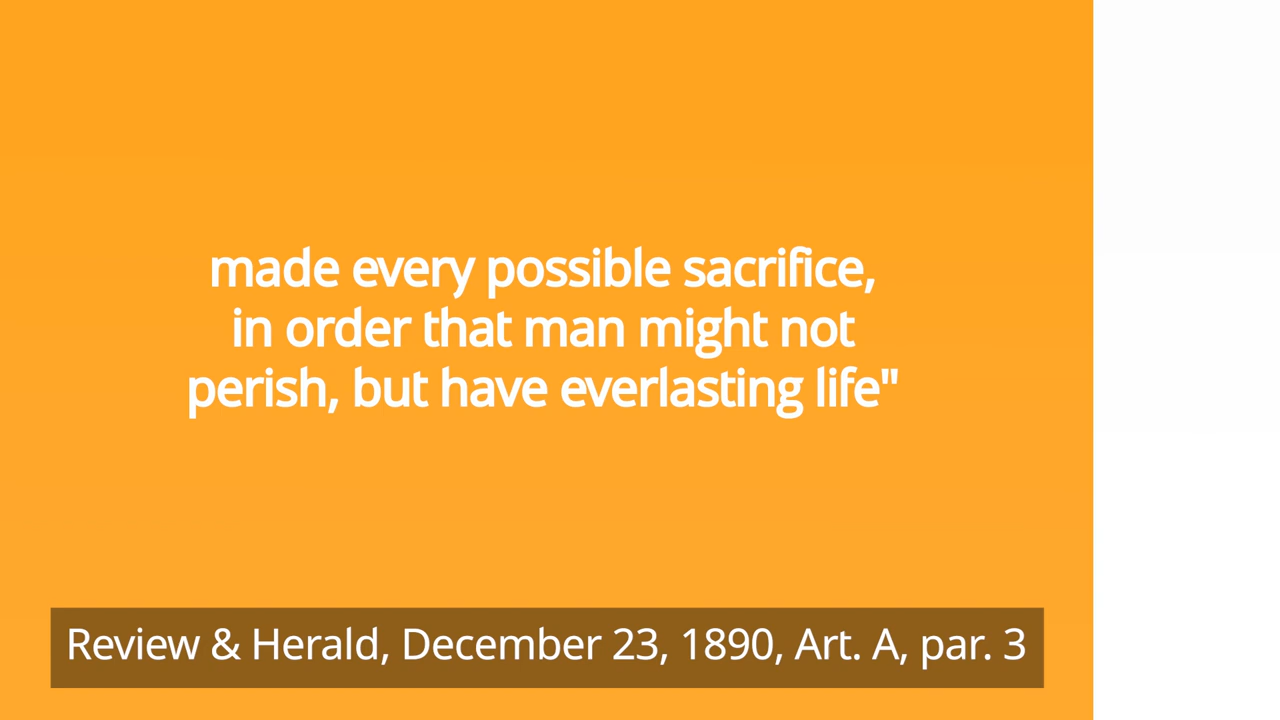 made every possible sacrifice,
in order that man might not
perish, but have everlasting life"
Review & Herald, December 23, 1890, Art. A, par. 3